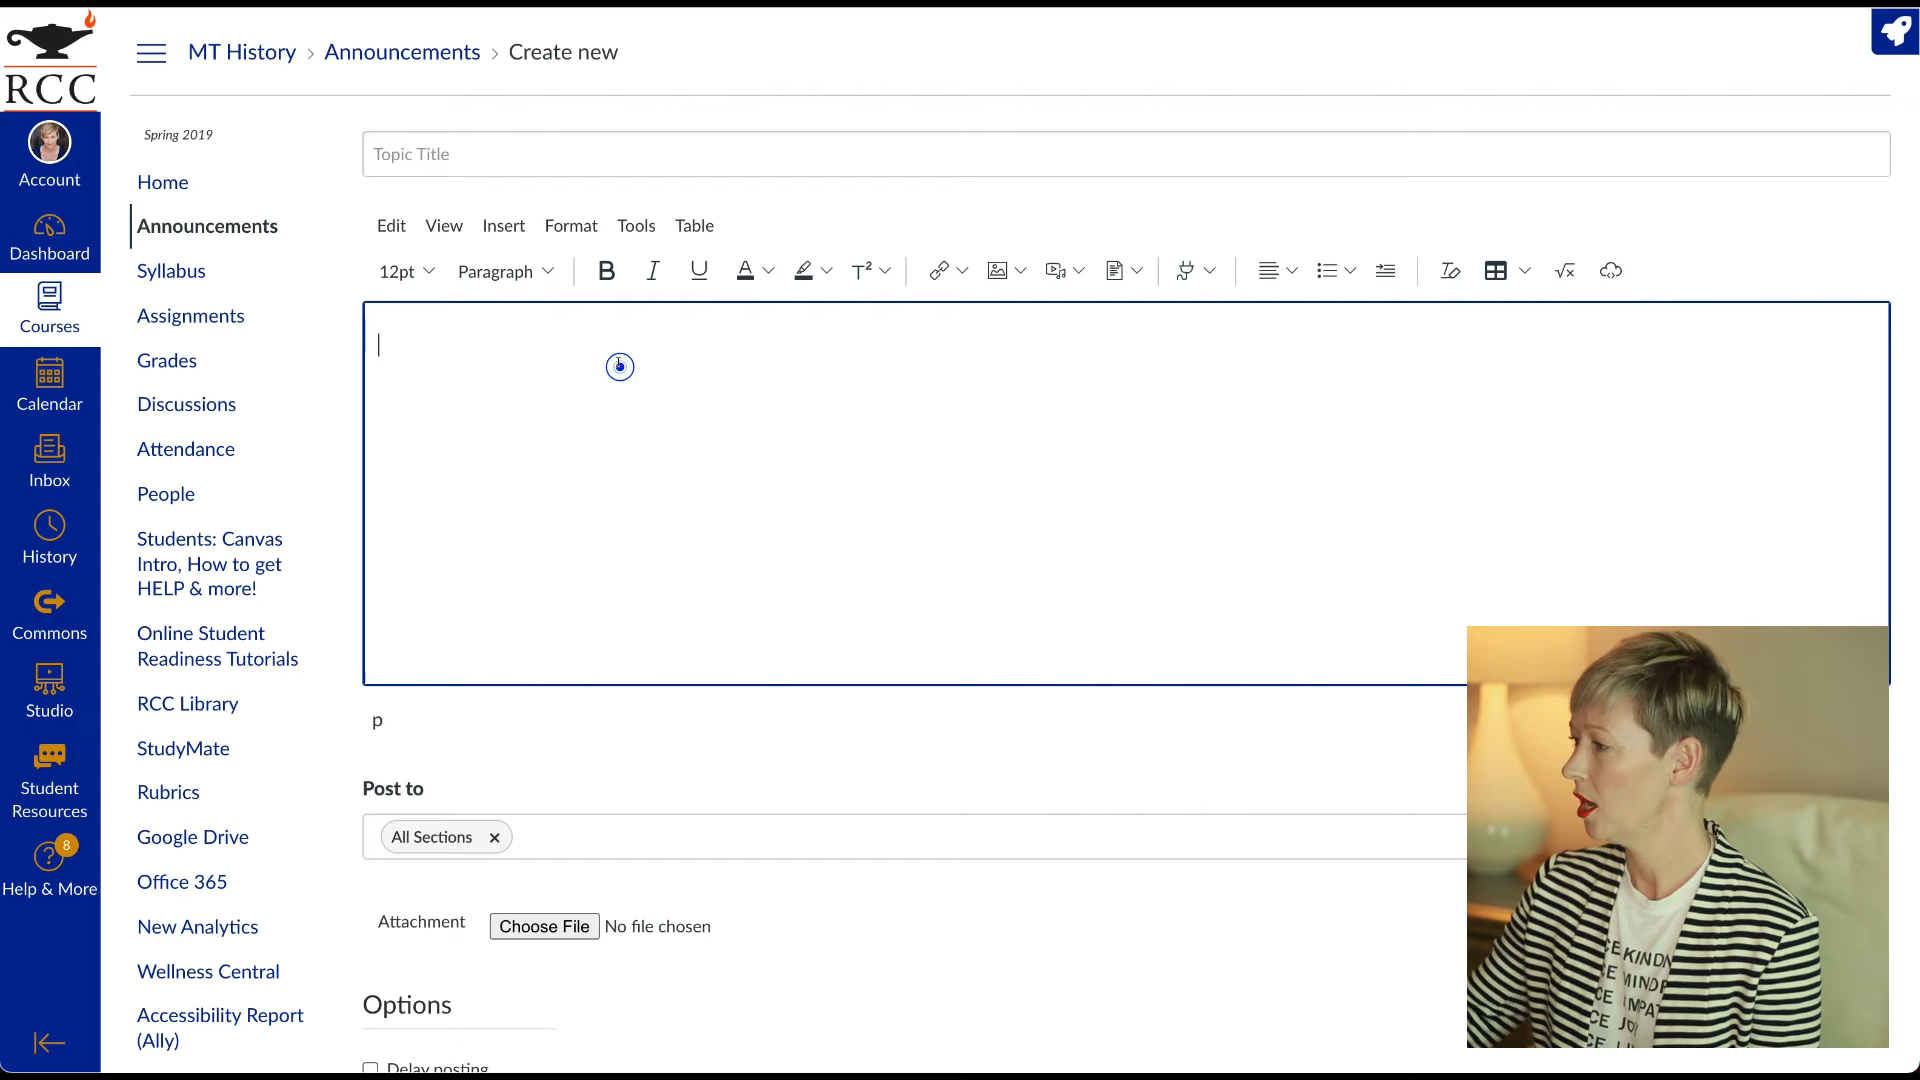 RCC
MT History > Announcements > Create new
Account
Dashboard
Courses
Calendar
Inbox
History
Commons
Studio
Student
Resources
8
Help & More
Spring 2019
Home
Announcements
Syllabus
Assignments
Grades
Discussions
Attendance
People
Students: Canvas
Intro, How to get
HELP & more!
Online Student
Readiness Tutorials
RCC Library
StudyMate
Rubrics
Google Drive
Office 365
New Analytics
Wellness Central
Accessibility Report
(Ally)
Topic Title
Edit View Insert Format Tools Table
12pt Paragraph B I U A T²
p
Post to
All Sections ×
Attachment Choose File No file chosen
Options
Delay posting